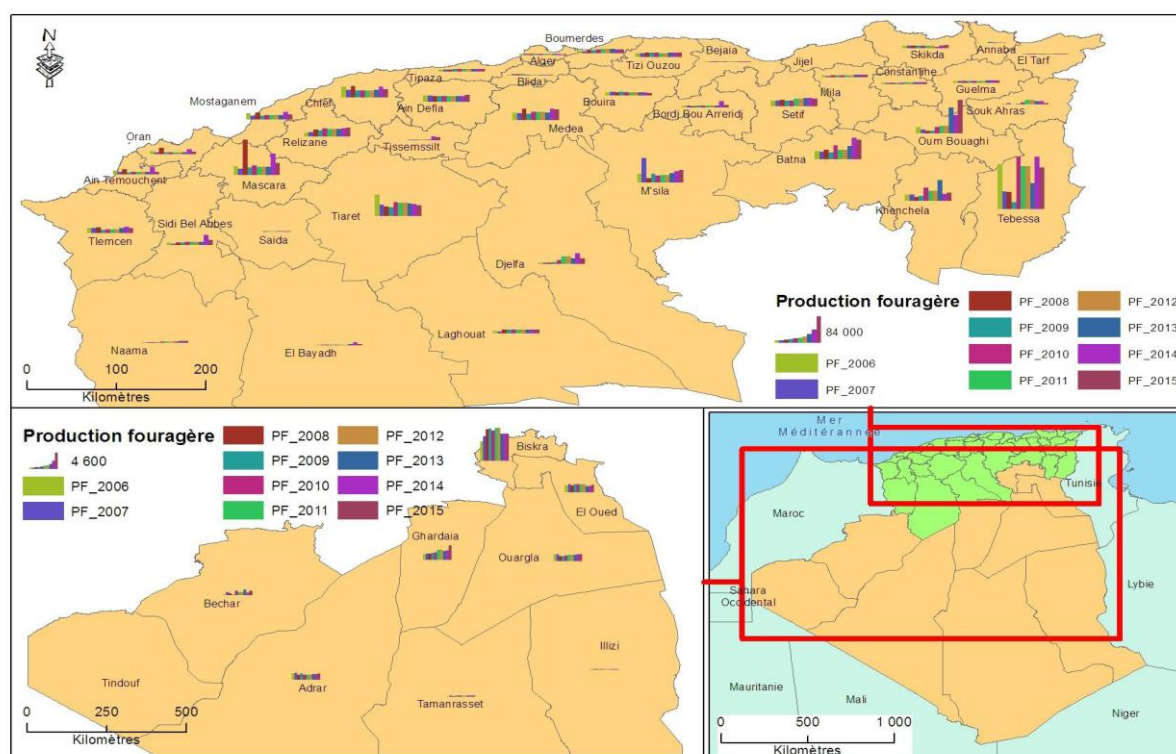 N
Boumerdes
Bejaia
Skikda
Annaba
El Tarf
Alger
Tizi Ouzou
Jijel
Constantine
Tipaza
Blida
Mila
Guelma
Mostaganem
Chlef
Ain Defla
Bouira
Bordj Bou Arrendj
Setif
Souk Ahras
Oran
Relizane
Tissemssilt
Medea
Oum Bouaghi
Batna
Ain Temouchent
Mascara
M'sila
Tiaret
Khenchela
Tebessa
Tlemcen
Sidi Bel Abbes
Saida
Djelfa
Laghouat
Naama
El Bayadh
0 100 200
Kilomètres
Production fouragère
84 000
PF_2006
PF_2007
PF_2008
PF_2009
PF_2010
PF_2011
PF_2012
PF_2013
PF_2014
PF_2015
Production fouragère
4 600
PF_2006
PF_2007
PF_2008
PF_2009
PF_2010
PF_2011
PF_2012
PF_2013
PF_2014
PF_2015
Biskra
El Oued
Ghardaia
Ouargla
Bechar
Illizi
Tindouf
Adrar
Tamanrasset
0 250 500
Kilomètres
Mer
Méditérannée
Tunisie
Maroc
Lybie
Sahara
Occidental
Mauritanie
Mali
Niger
0 500 1 000
Kilomètres